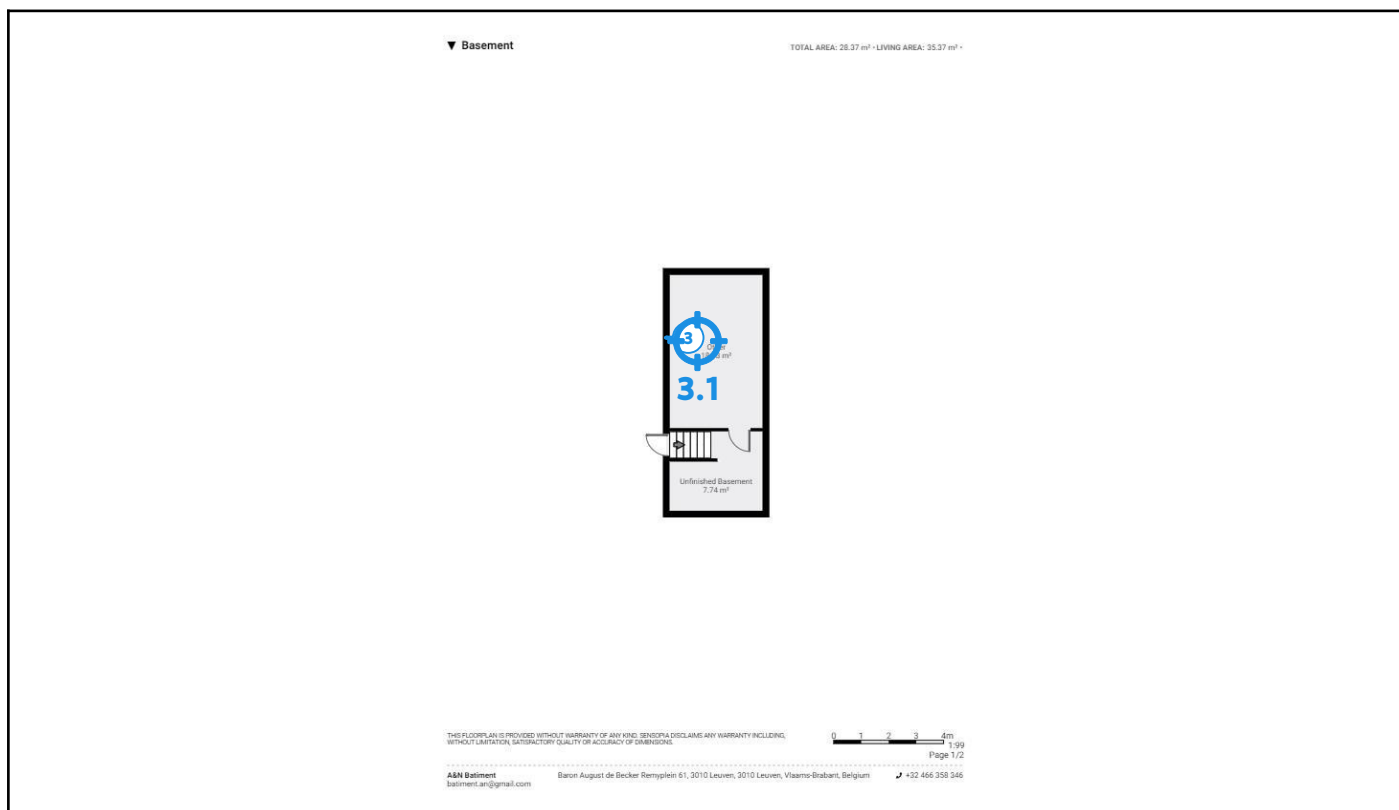 ▼ Basement
TOTAL AREA: 28.37 m² • LIVING AREA: 35.37 m² •
3
3.1
Unfinished Basement
7.74 m²
THIS FLOORPLAN IS PROVIDED WITHOUT WARRANTY OF ANY KIND. SENSOPIA DISCLAIMS ANY WARRANTY INCLUDING,
WITHOUT LIMITATION, SATISFACTORY QUALITY OR ACCURACY OF DIMENSIONS.
0 1 2 3 4m
1:99
Page 1/2
A&N Batiment
batiment.an@gmail.com
Baron August de Becker Remyplein 61, 3010 Leuven, 3010 Leuven, Vlaams-Brabant, Belgium
+32 466 358 346